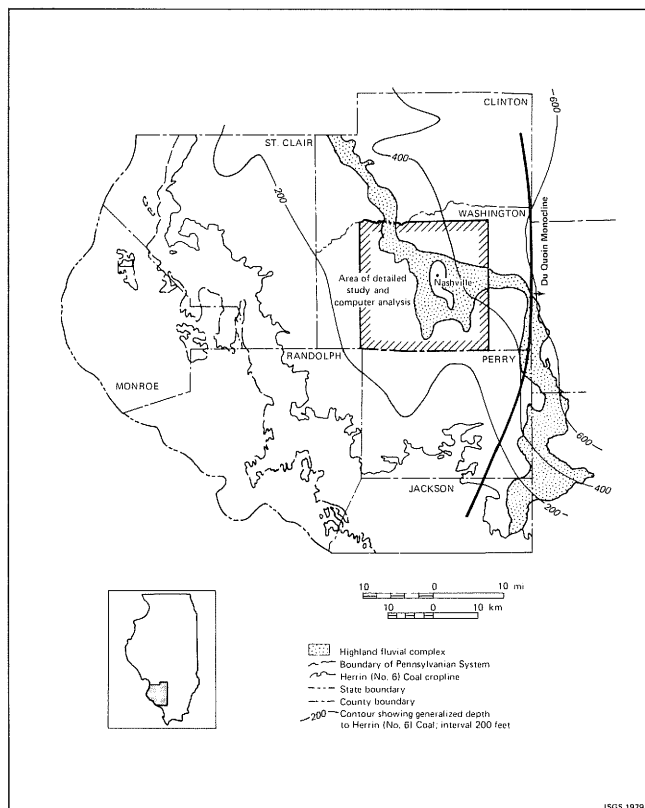 CLINTON
-600
ST. CLAIR
400
200
WASHINGTON
Du Quoin Monocline
Area of detailed
study and
computer analysis
Nashville
RANDOLPH
PERRY
MONROE
600
400
JACKSON
200-
10 0 10 mi
10 0 10 km
Highland fluvial complex
Boundary of Pennsylvanian System
Herrin (No. 6) Coal cropline
State boundary
County boundary
-200- Contour showing generalized depth
to Herrin (No. 6) Coal; interval 200 feet
ISGS 1979